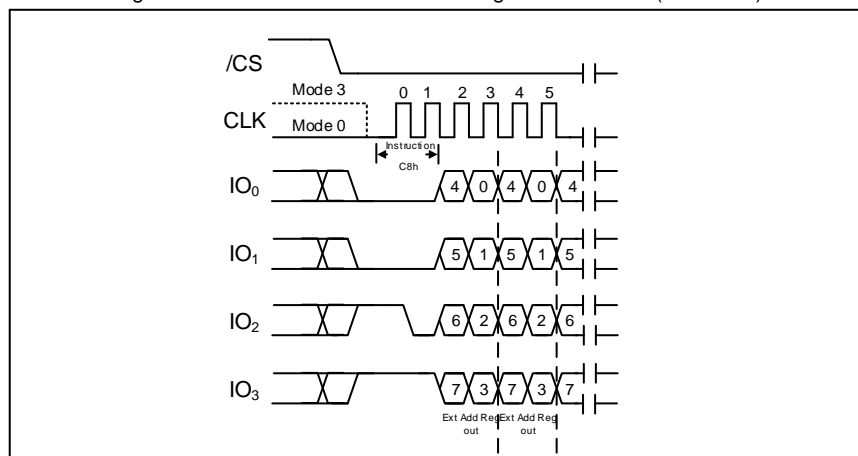 /CS
Mode 3
0 1 2 3 4 5
CLK
Mode 0
Instruction
C8h
IO0
4 0 4 0 4
IO1
5 1 5 1 5
IO2
6 2 6 2 6
IO3
7 3 7 3 7
Ext Add Reg Ext Add Reg
out out